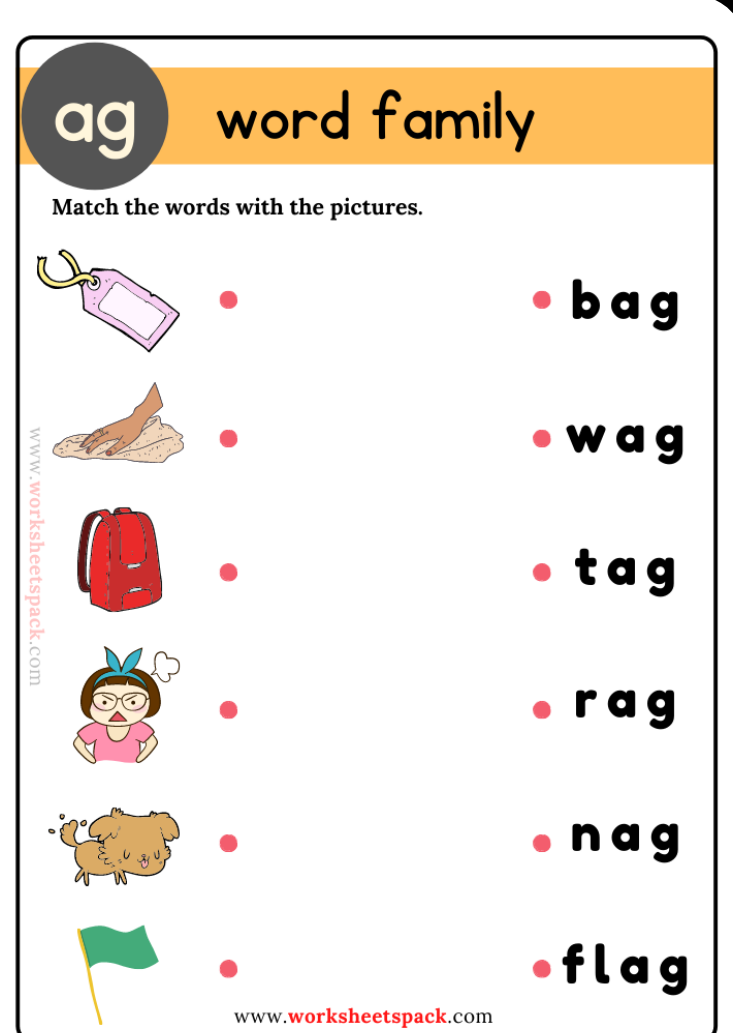 ag
word family
Match the words with the pictures.
bag
wag
tag
rag
nag
flag
www.worksheetspack.com
www.worksheetspack.com